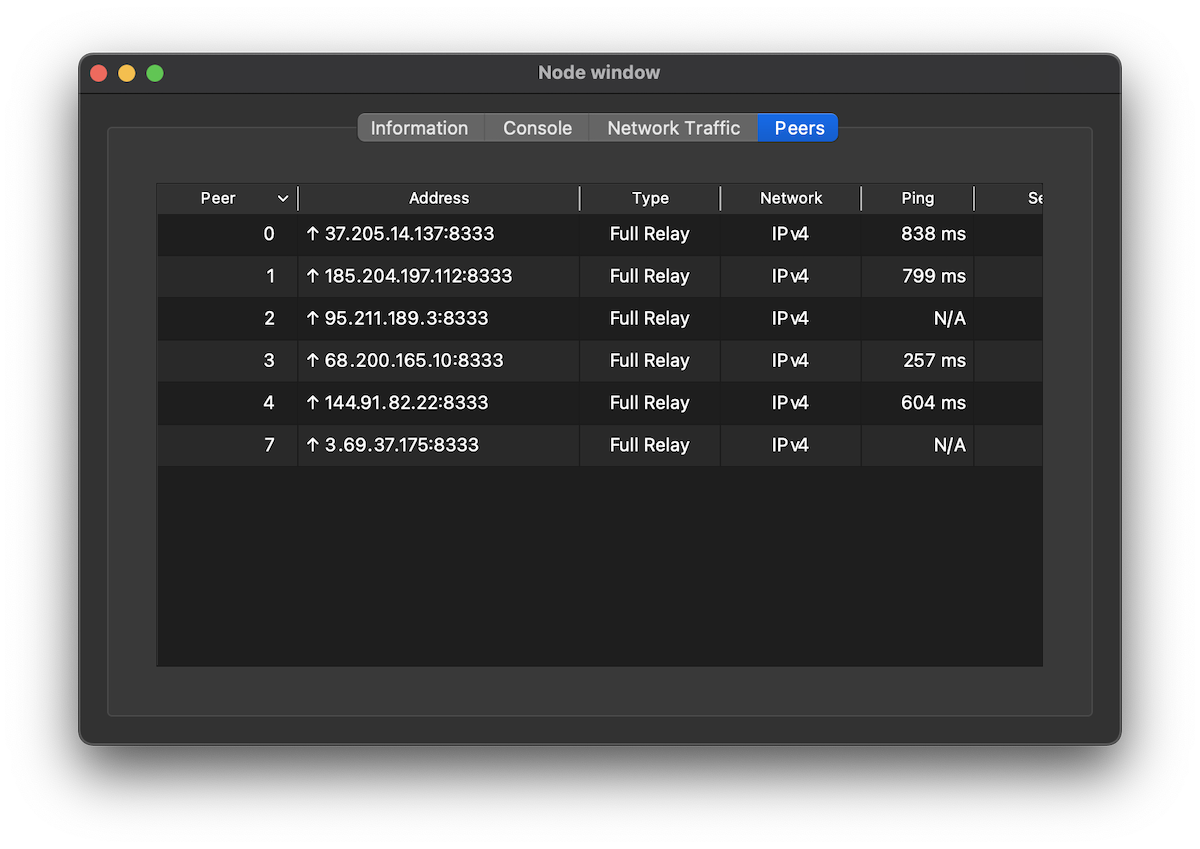 Node window
Information Console Network Traffic Peers
Peer Address Type Network Ping Se
0 ↑ 37.205.14.137:8333 Full Relay IPv4 838 ms
1 ↑ 185.204.197.112:8333 Full Relay IPv4 799 ms
2 ↑ 95.211.189.3:8333 Full Relay IPv4 N/A
3 ↑ 68.200.165.10:8333 Full Relay IPv4 257 ms
4 ↑ 144.91.82.22:8333 Full Relay IPv4 604 ms
7 ↑ 3.69.37.175:8333 Full Relay IPv4 N/A